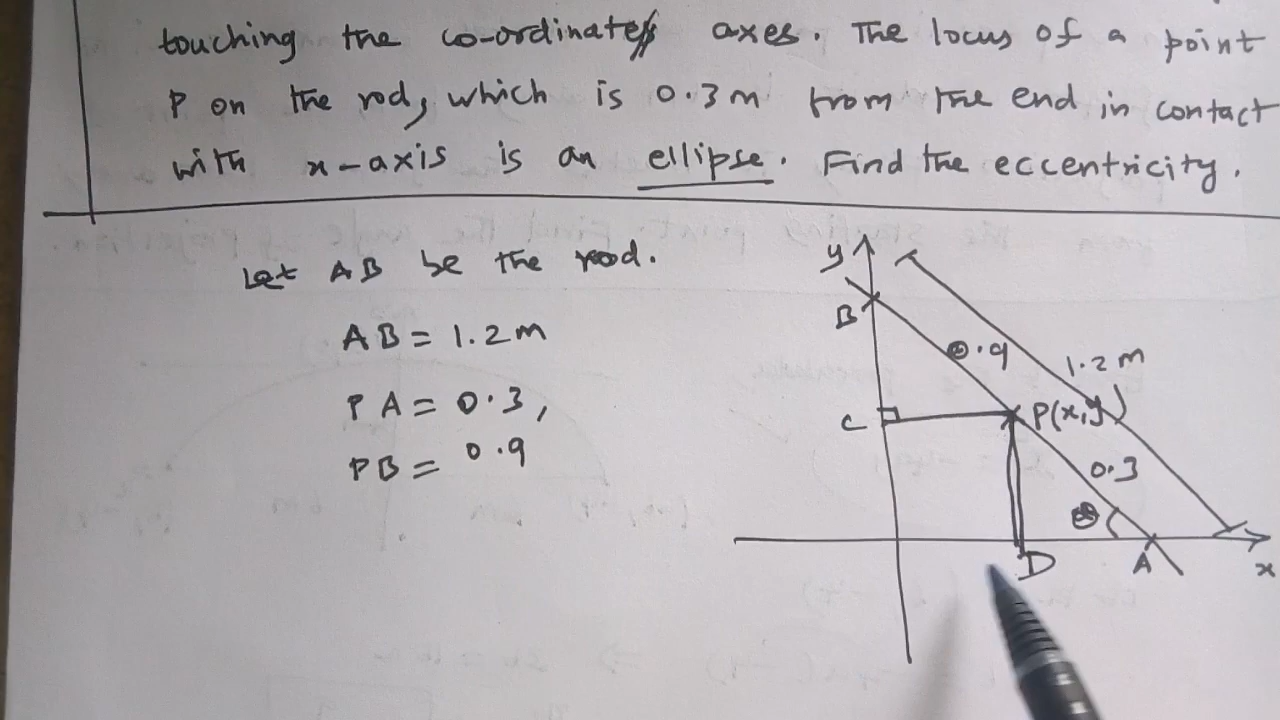 touching the co-ordinates axes. The locus of a point
P on the rod, which is 0.3m from the end in contact
with x-axis is an ellipse. Find the eccentricity.
Let AB be the rod.
AB = 1.2m
PA = 0.3,
PB = 0.9
y
B
0.9
1.2 m
C
P(x,y)
0.3
θ
D
A
x